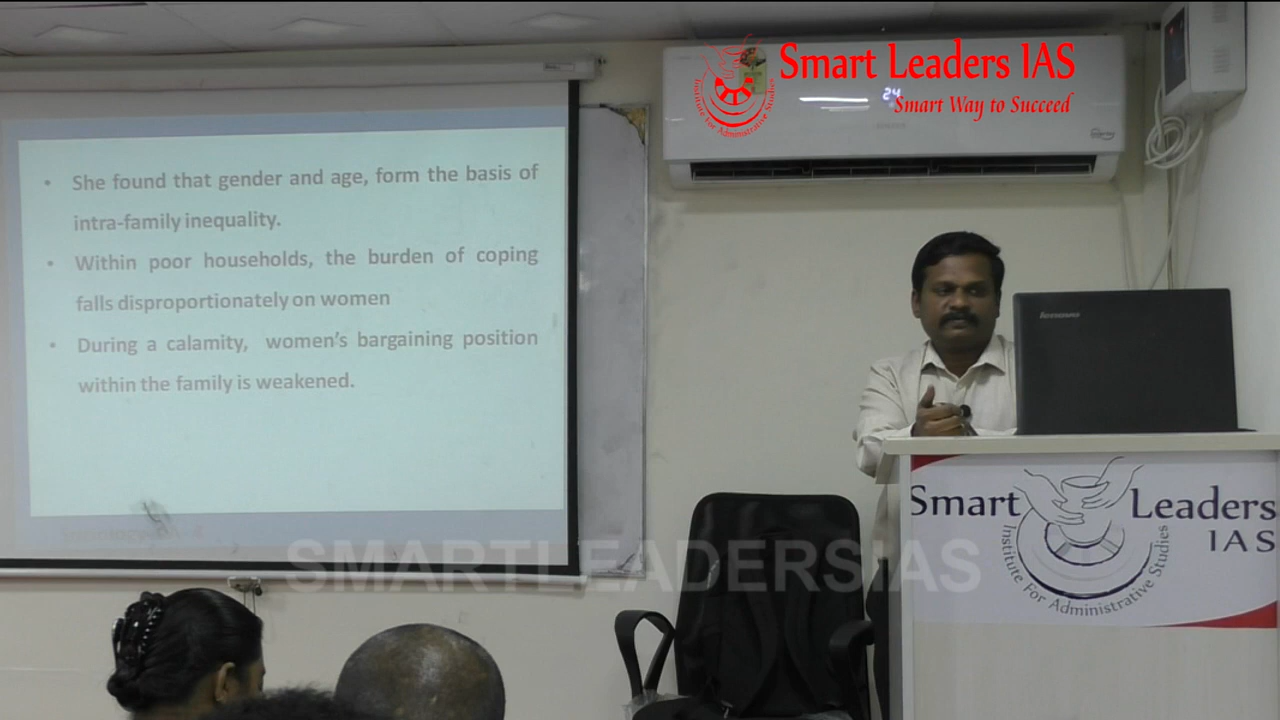 Smart Leaders IAS
Smart Way to Succeed
Institute For Administrative Studies
24
• She found that gender and age, form the basis of
intra-family inequality.
• Within poor households, the burden of coping
falls disproportionately on women
• During a calamity, women's bargaining position
within the family is weakened.
lenovo
Smart Leaders
IAS
Institute For Administrative Studies
SMARTLEADERSIAS